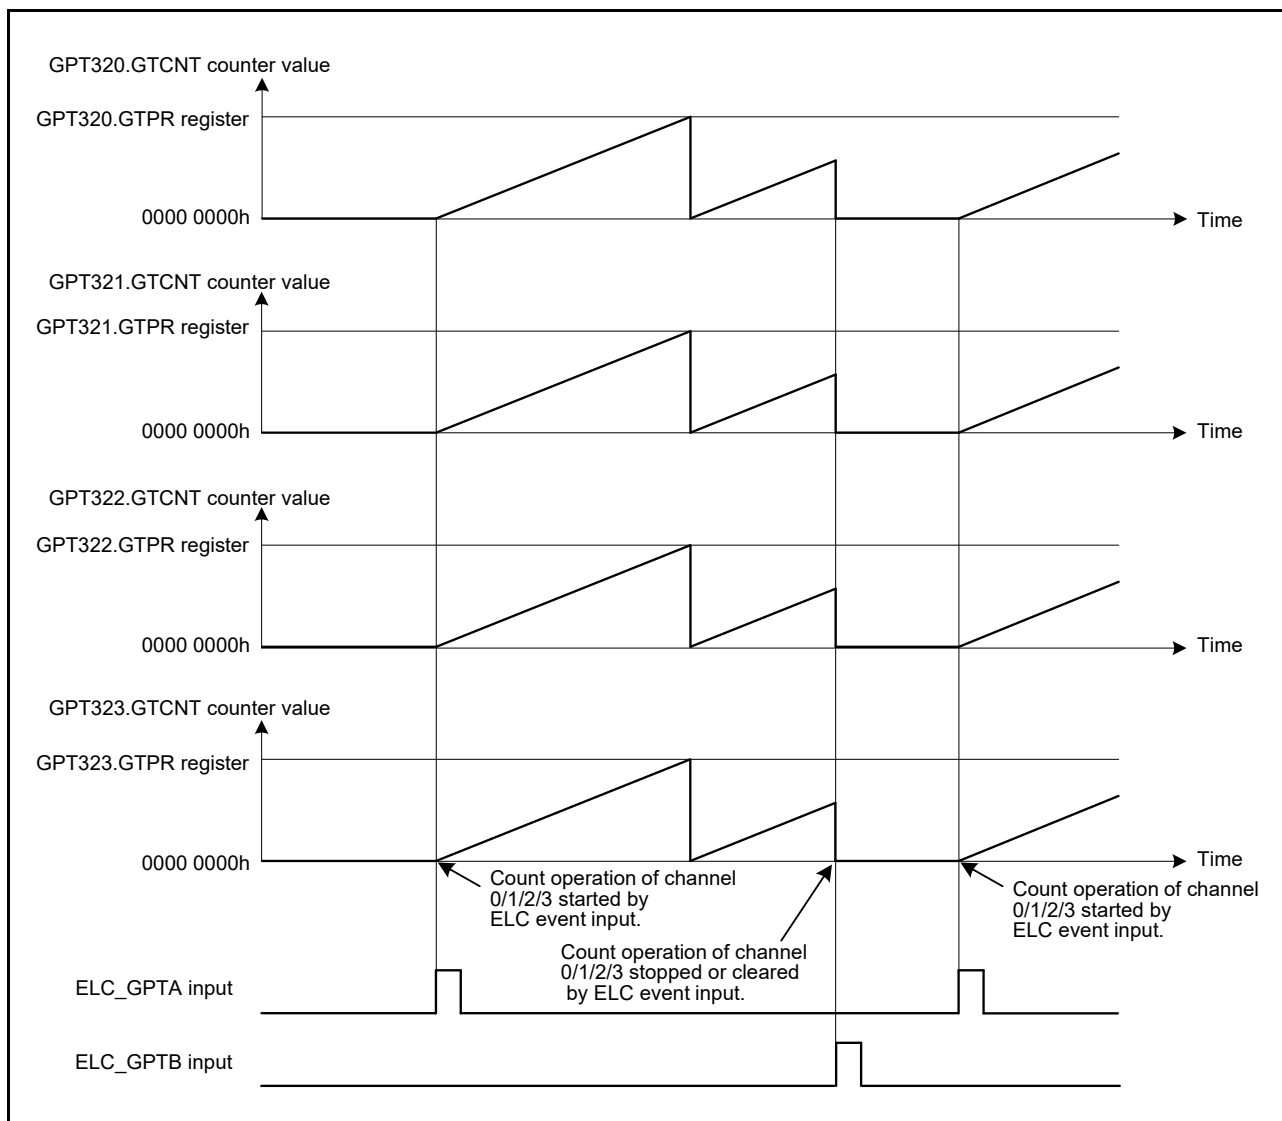 GPT320.GTCNT counter value
GPT320.GTPR register
0000 0000h
Time
GPT321.GTCNT counter value
GPT321.GTPR register
0000 0000h
Time
GPT322.GTCNT counter value
GPT322.GTPR register
0000 0000h
Time
GPT323.GTCNT counter value
GPT323.GTPR register
0000 0000h
Time
Count operation of channel
0/1/2/3 started by
ELC event input.
Count operation of channel
0/1/2/3 stopped or cleared
by ELC event input.
Count operation of channel
0/1/2/3 started by
ELC event input.
ELC_GPTA input
ELC_GPTB input